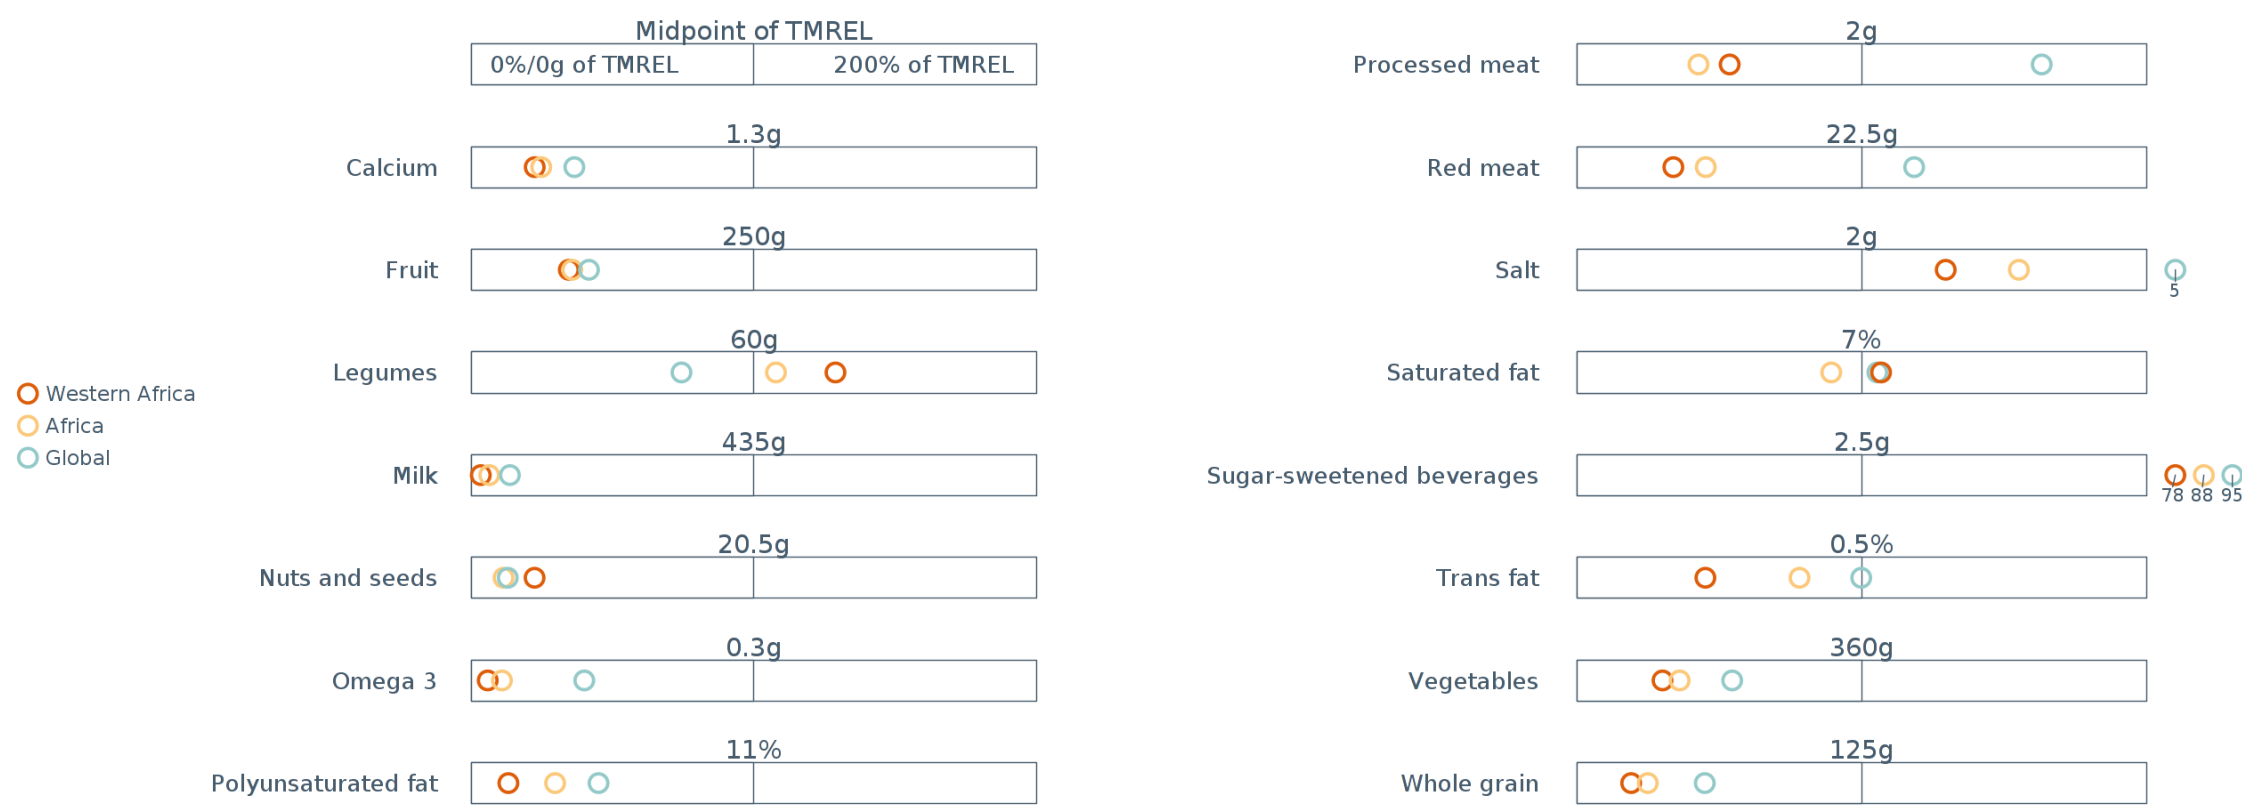 Midpoint of TMREL
0%/0g of TMREL 200% of TMREL
1.3g
Calcium
250g
Fruit
60g
Legumes
435g
Milk
20.5g
Nuts and seeds
0.3g
Omega 3
11%
Polyunsaturated fat
Western Africa
Africa
Global
2g
Processed meat
22.5g
Red meat
2g
Salt
5
7%
Saturated fat
2.5g
Sugar-sweetened beverages
78 88 95
0.5%
Trans fat
360g
Vegetables
125g
Whole grain